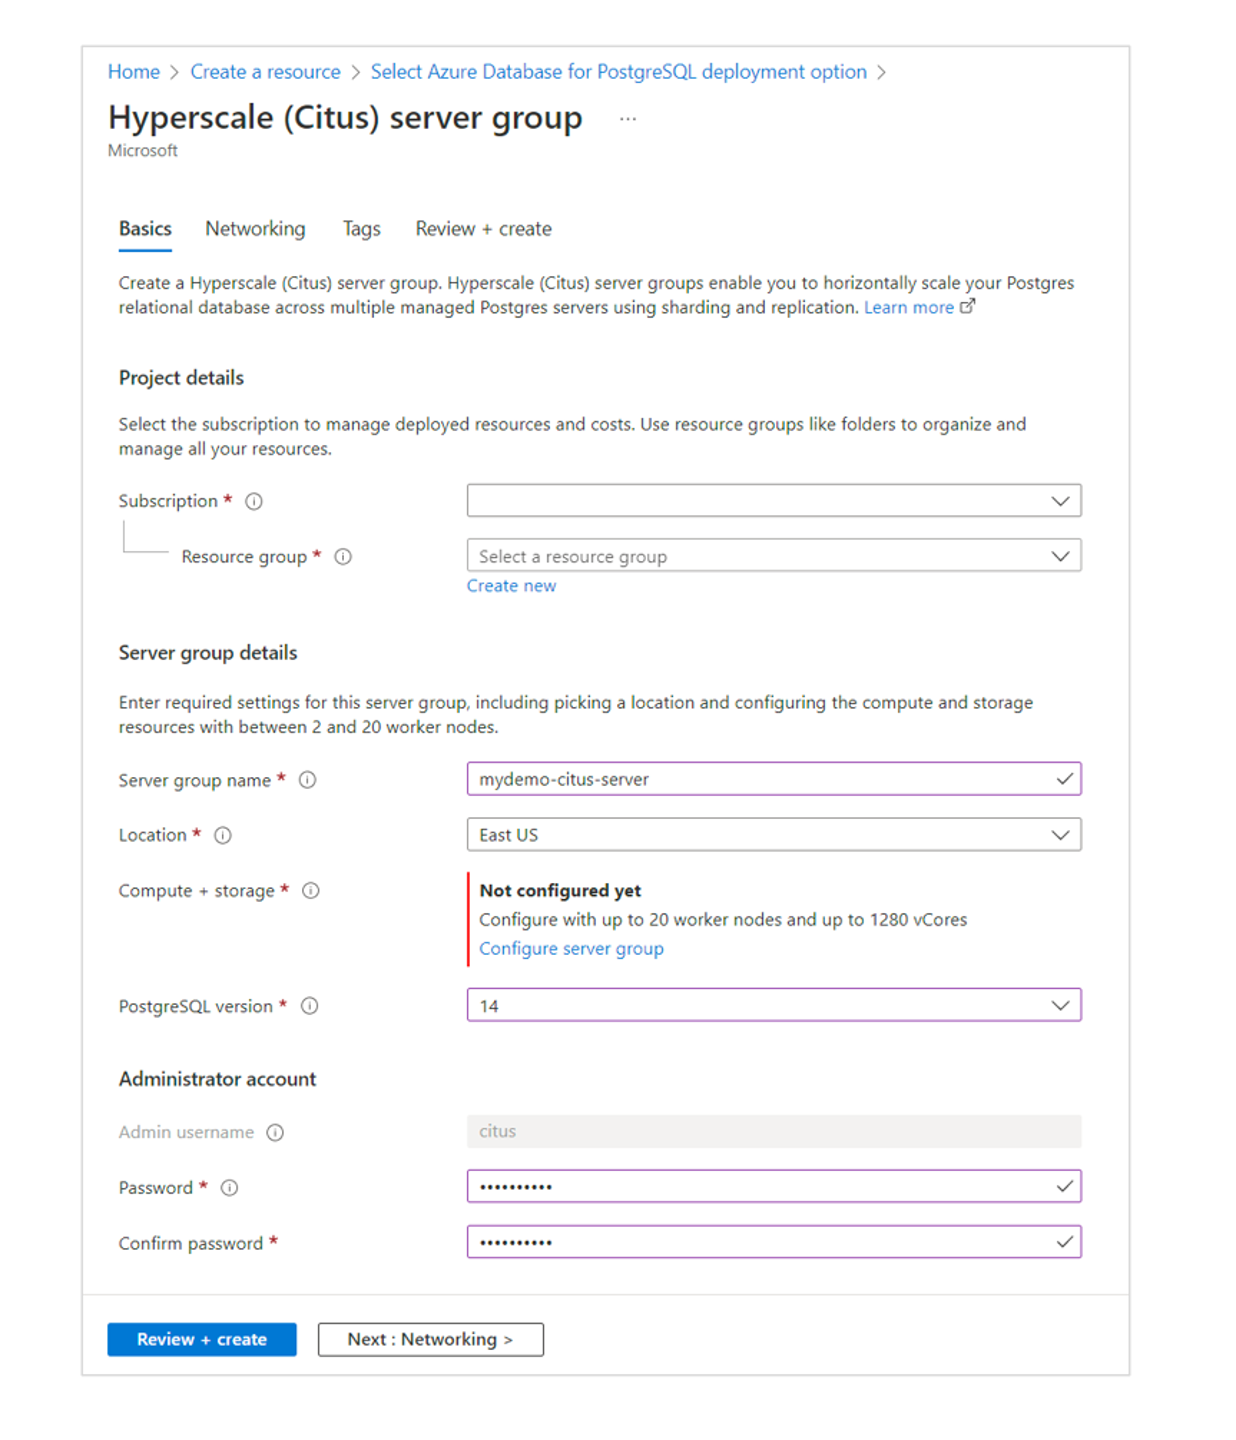 Home > Create a resource > Select Azure Database for PostgreSQL deployment option >
Hyperscale (Citus) server group ...
Microsoft
Basics Networking Tags Review + create
Create a Hyperscale (Citus) server group. Hyperscale (Citus) server groups enable you to horizontally scale your Postgres
relational database across multiple managed Postgres servers using sharding and replication. Learn more
Project details
Select the subscription to manage deployed resources and costs. Use resource groups like folders to organize and
manage all your resources.
Subscription *
Resource group * Select a resource group
Create new
Server group details
Enter required settings for this server group, including picking a location and configuring the compute and storage
resources with between 2 and 20 worker nodes.
Server group name * mydemo-citus-server
Location * East US
Compute + storage * Not configured yet
Configure with up to 20 worker nodes and up to 1280 vCores
Configure server group
PostgreSQL version * 14
Administrator account
Admin username citus
Password * ••••••••••
Confirm password * ••••••••••
Review + create Next : Networking >